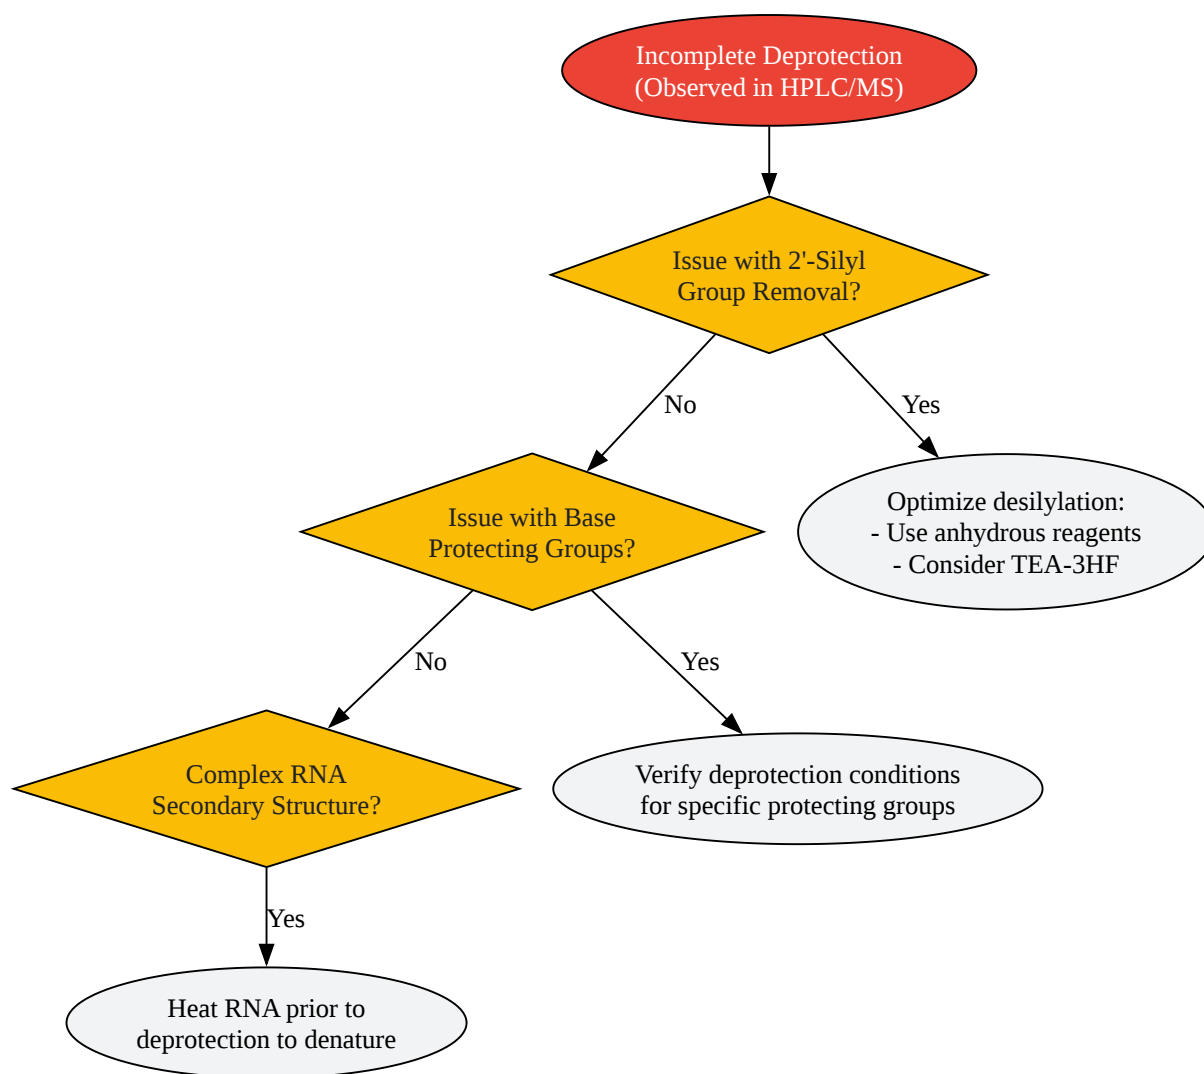 Incomplete Deprotection
(Observed in HPLC/MS)
Issue with 2'-Silyl
Group Removal?
No
Yes
Issue with Base
Protecting Groups?
Optimize desilylation:
- Use anhydrous reagents
- Consider TEA-3HF
No
Yes
Complex RNA
Secondary Structure?
Verify deprotection conditions
for specific protecting groups
Yes
Heat RNA prior to
deprotection to denature